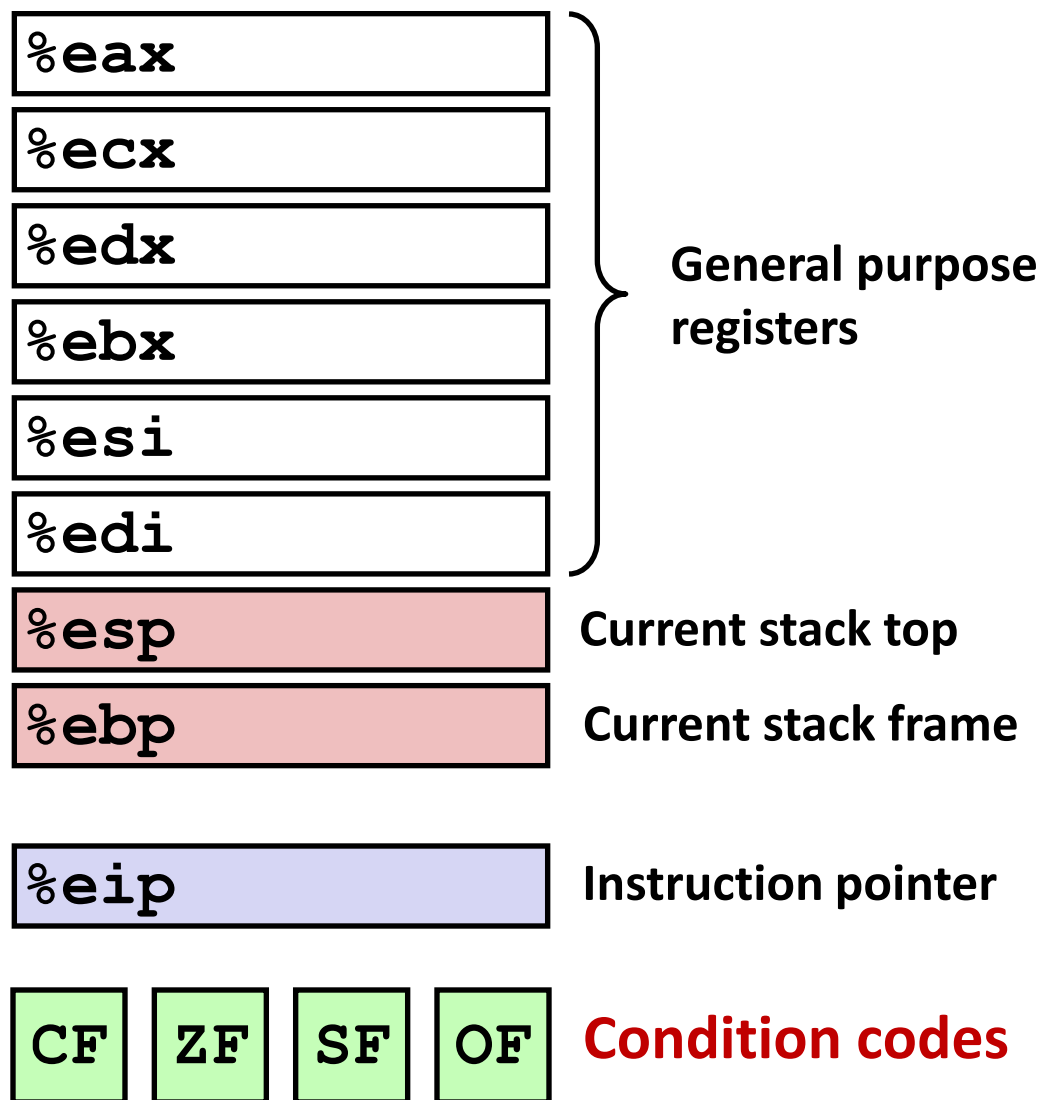 %eax
%ecx
%edx
General purpose
registers
%ebx
%esi
%edi
%esp
Current stack top
%ebp
Current stack frame
%eip
Instruction pointer
CF ZF SF OF Condition codes